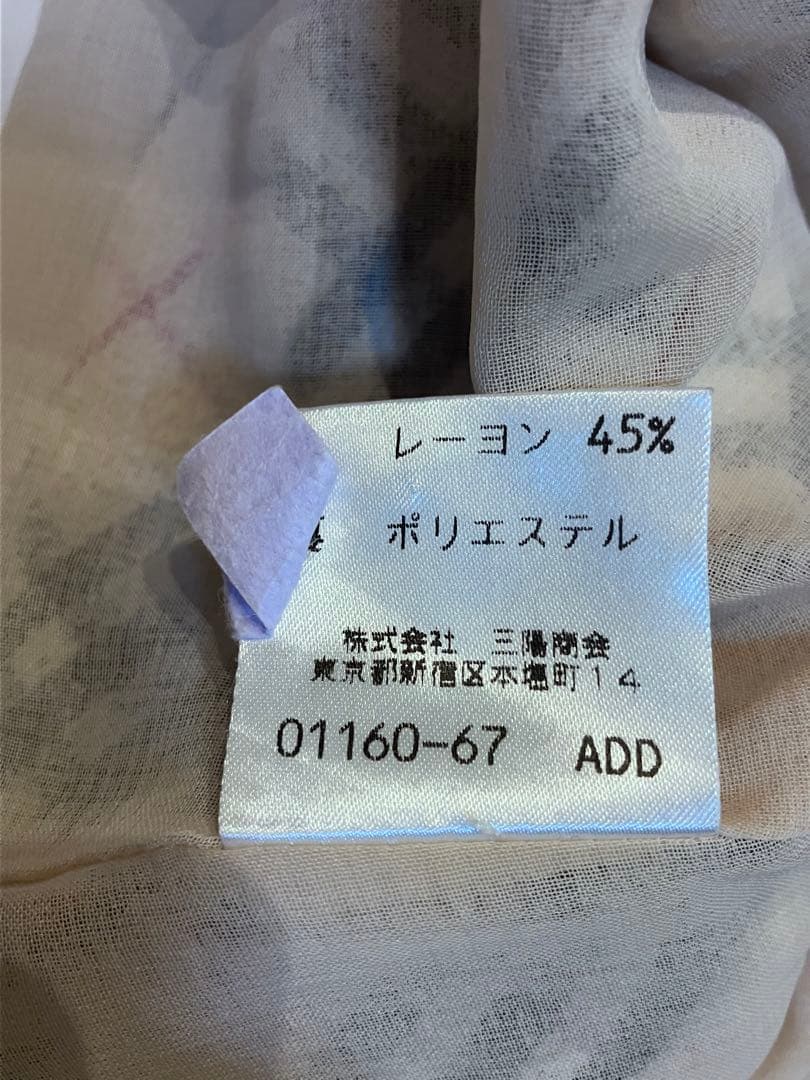 レーヨン 45%
ポリエステル
株式会社 三陽商会
東京都新宿区本塩町14
01160-67 ADD